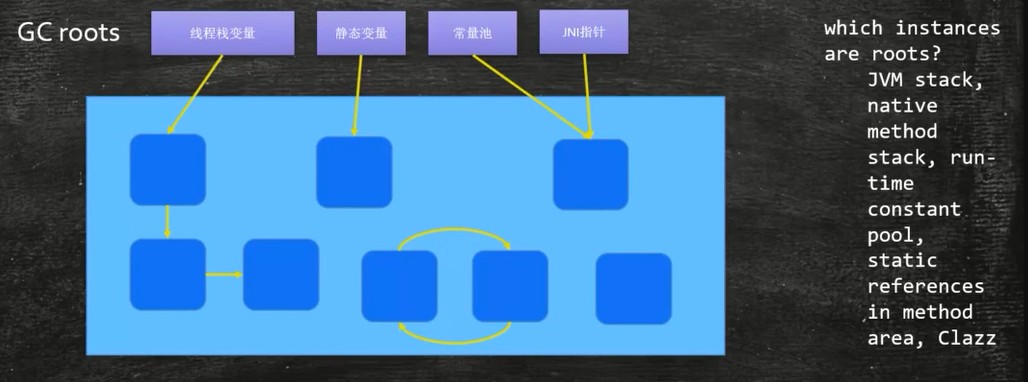 GC roots
线程栈变量
静态变量
常量池
JNI指针
which instances
are roots?
JVM stack,
native
method
stack, run-
time
constant
pool,
static
references
in method
area, Clazz